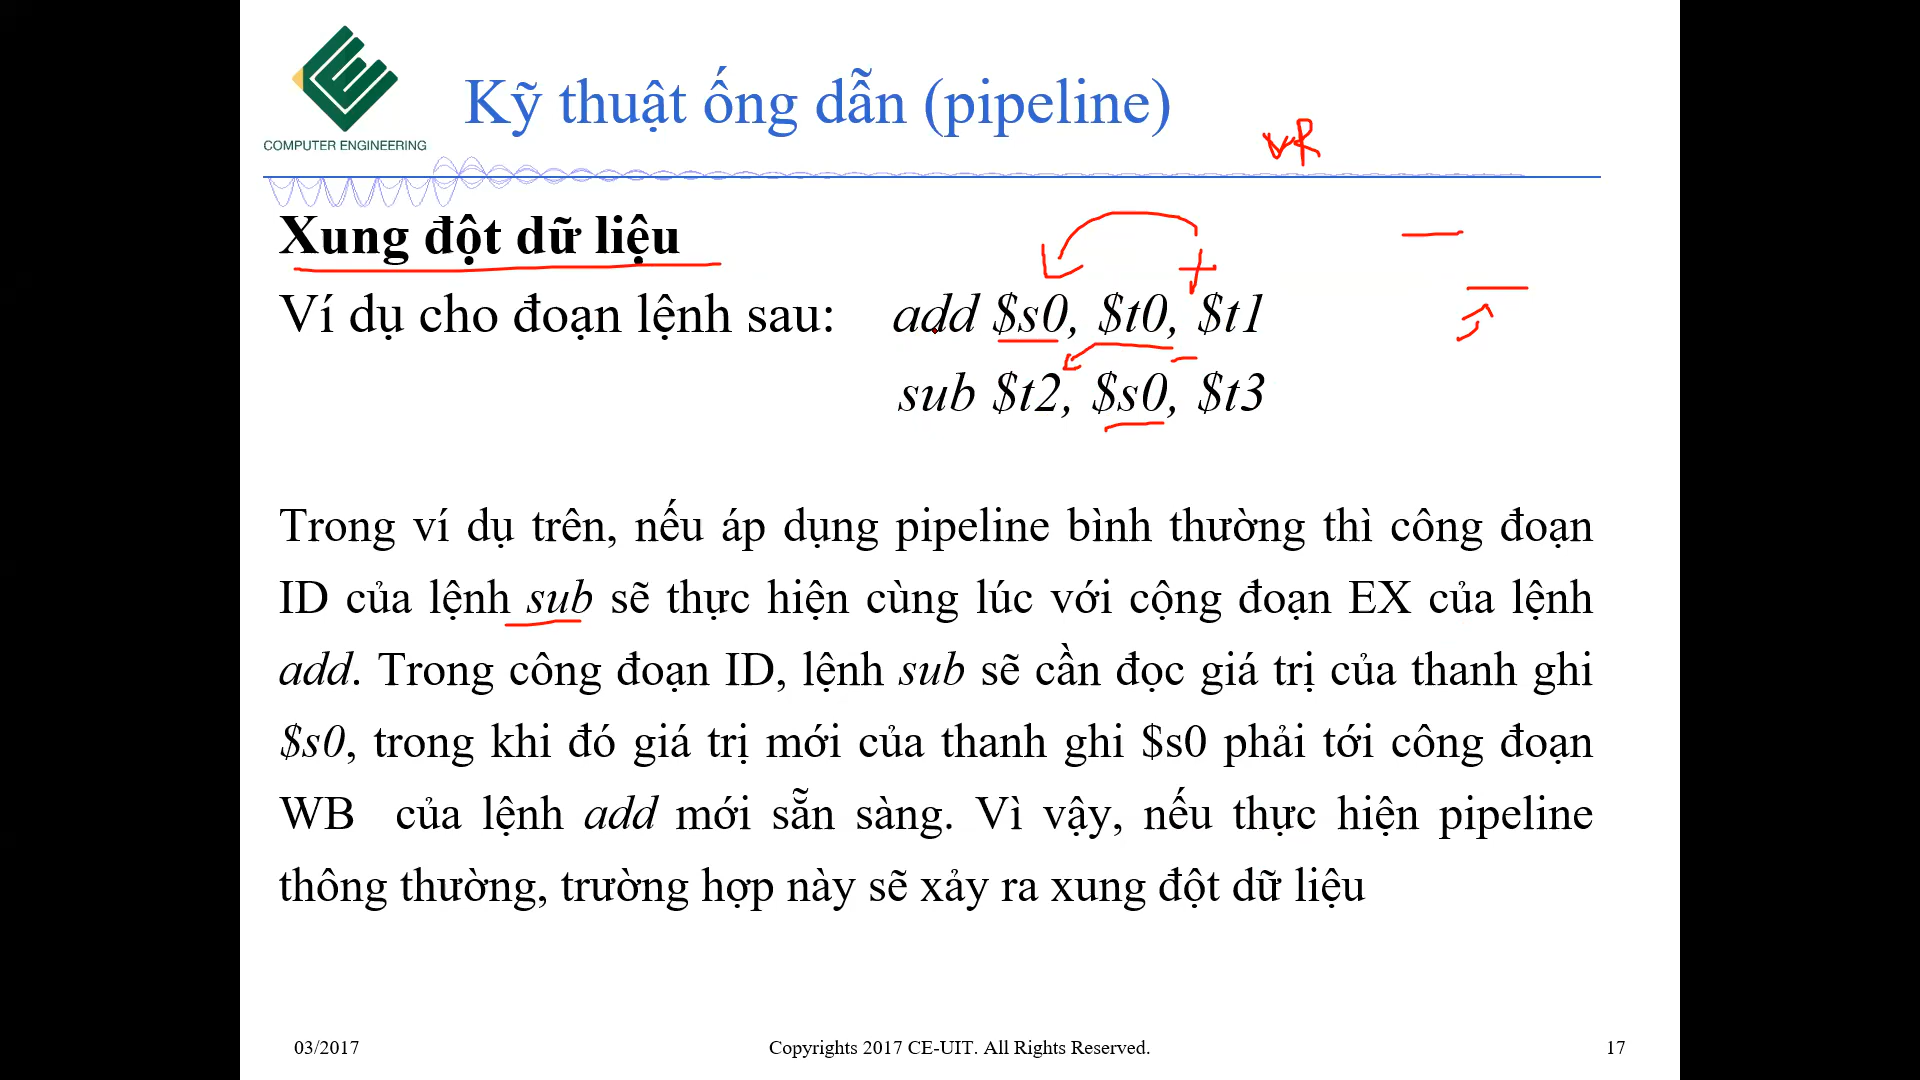 COMPUTER ENGINEERING
Kỹ thuật ống dẫn (pipeline)
Xung đột dữ liệu
Ví dụ cho đoạn lệnh sau: add $s0, $t0, $t1
sub $t2, $s0, $t3
Trong ví dụ trên, nếu áp dụng pipeline bình thường thì công đoạn
ID của lệnh sub sẽ thực hiện cùng lúc với cộng đoạn EX của lệnh
add. Trong công đoạn ID, lệnh sub sẽ cần đọc giá trị của thanh ghi
$s0, trong khi đó giá trị mới của thanh ghi $s0 phải tới công đoạn
WB của lệnh add mới sẵn sàng. Vì vậy, nếu thực hiện pipeline
thông thường, trường hợp này sẽ xảy ra xung đột dữ liệu
03/2017 Copyrights 2017 CE-UIT. All Rights Reserved. 17